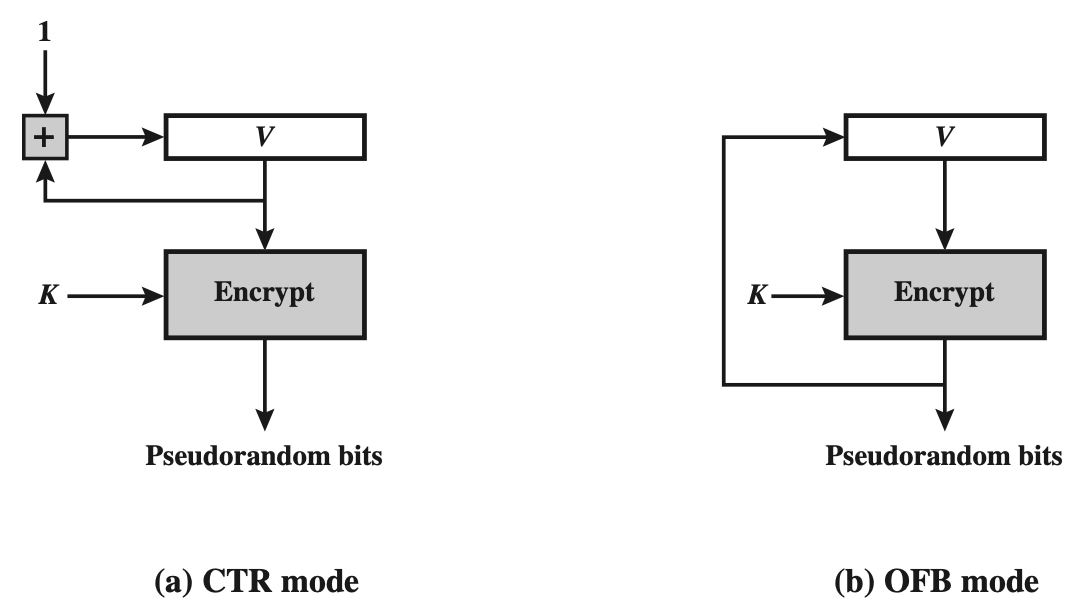 1
+
V
K
Encrypt
Pseudorandom bits
(a) CTR mode
V
K
Encrypt
Pseudorandom bits
(b) OFB mode